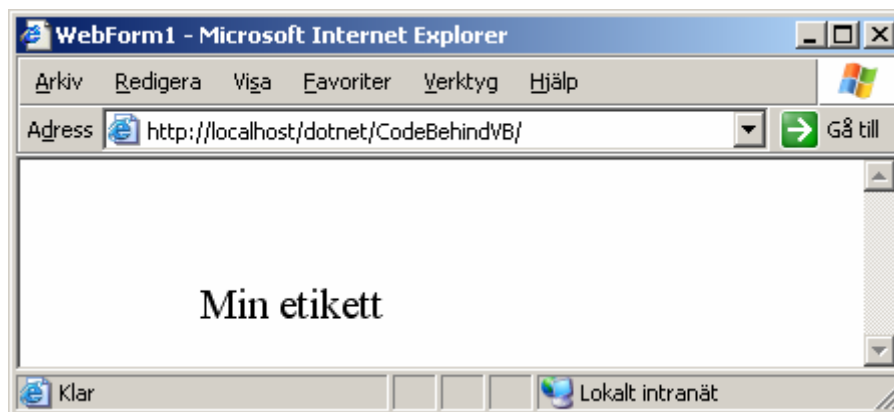 WebForm1 - Microsoft Internet Explorer
Arkiv Redigera Visa Favoriter Verktyg Hjälp
Adress http://localhost/dotnet/CodeBehindVB/ Gå till
Min etikett
Klar Lokalt intranät